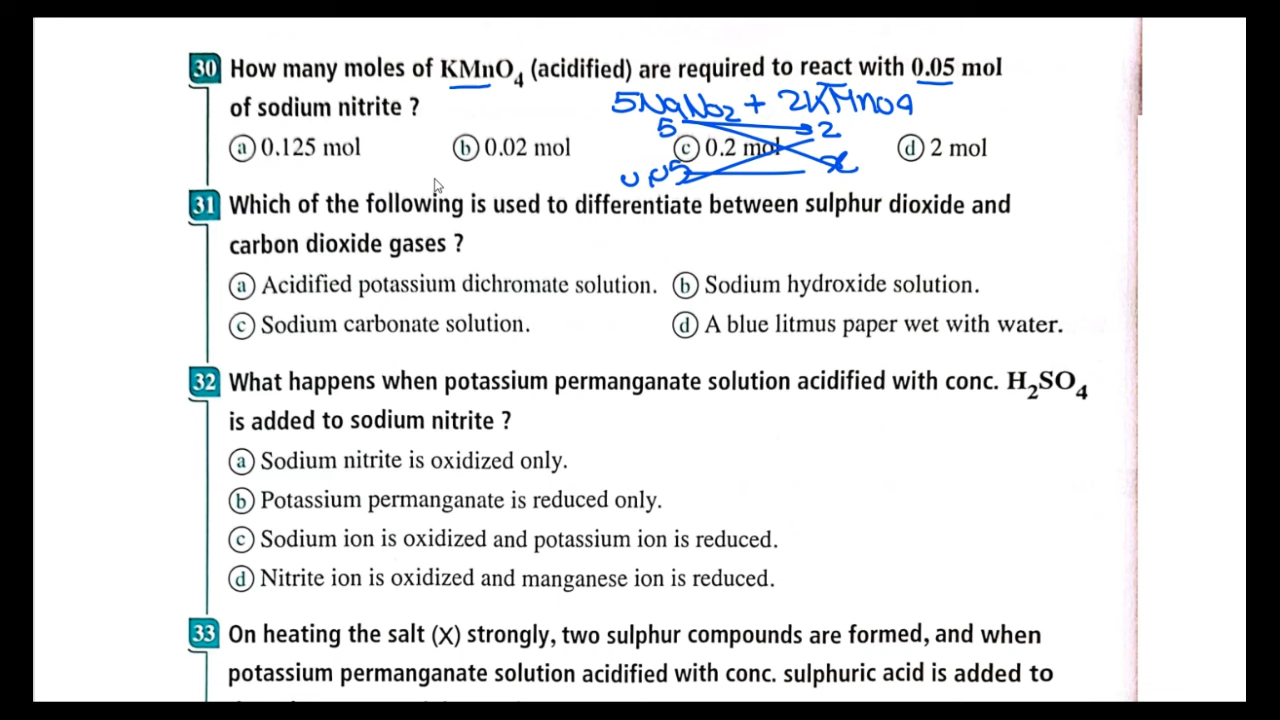 30 How many moles of KMnO4 (acidified) are required to react with 0.05 mol
of sodium nitrite ?
5NaNO2 + 2KMnO4
5 2
a 0.125 mol b 0.02 mol c 0.2 mol d 2 mol
x
31 Which of the following is used to differentiate between sulphur dioxide and
carbon dioxide gases ?
a Acidified potassium dichromate solution. b Sodium hydroxide solution.
c Sodium carbonate solution. d A blue litmus paper wet with water.
32 What happens when potassium permanganate solution acidified with conc. H2SO4
is added to sodium nitrite ?
a Sodium nitrite is oxidized only.
b Potassium permanganate is reduced only.
c Sodium ion is oxidized and potassium ion is reduced.
d Nitrite ion is oxidized and manganese ion is reduced.
33 On heating the salt (X) strongly, two sulphur compounds are formed, and when
potassium permanganate solution acidified with conc. sulphuric acid is added to